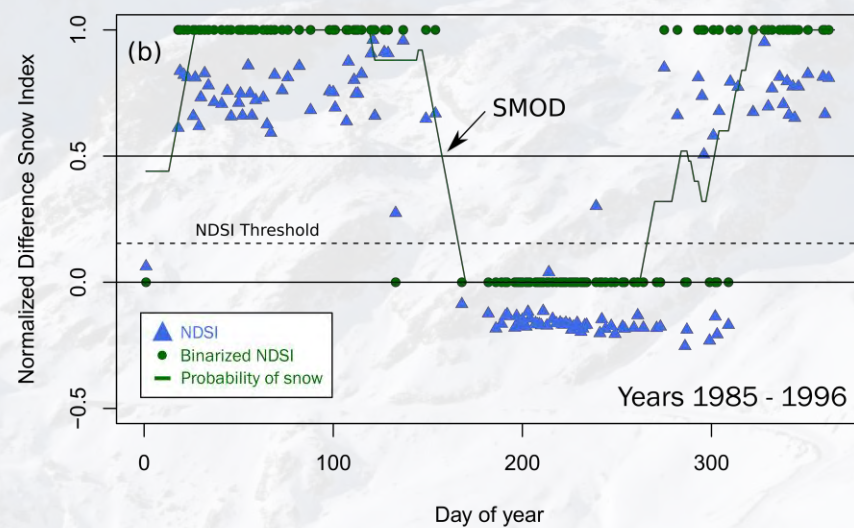 (b)
SMOD
NDSI Threshold
NDSI
Binarized NDSI
Probability of snow
Years 1985 - 1996
Normalized Difference Snow Index
1.0
0.5
0.0
−0.5
0
100
200
300
Day of year